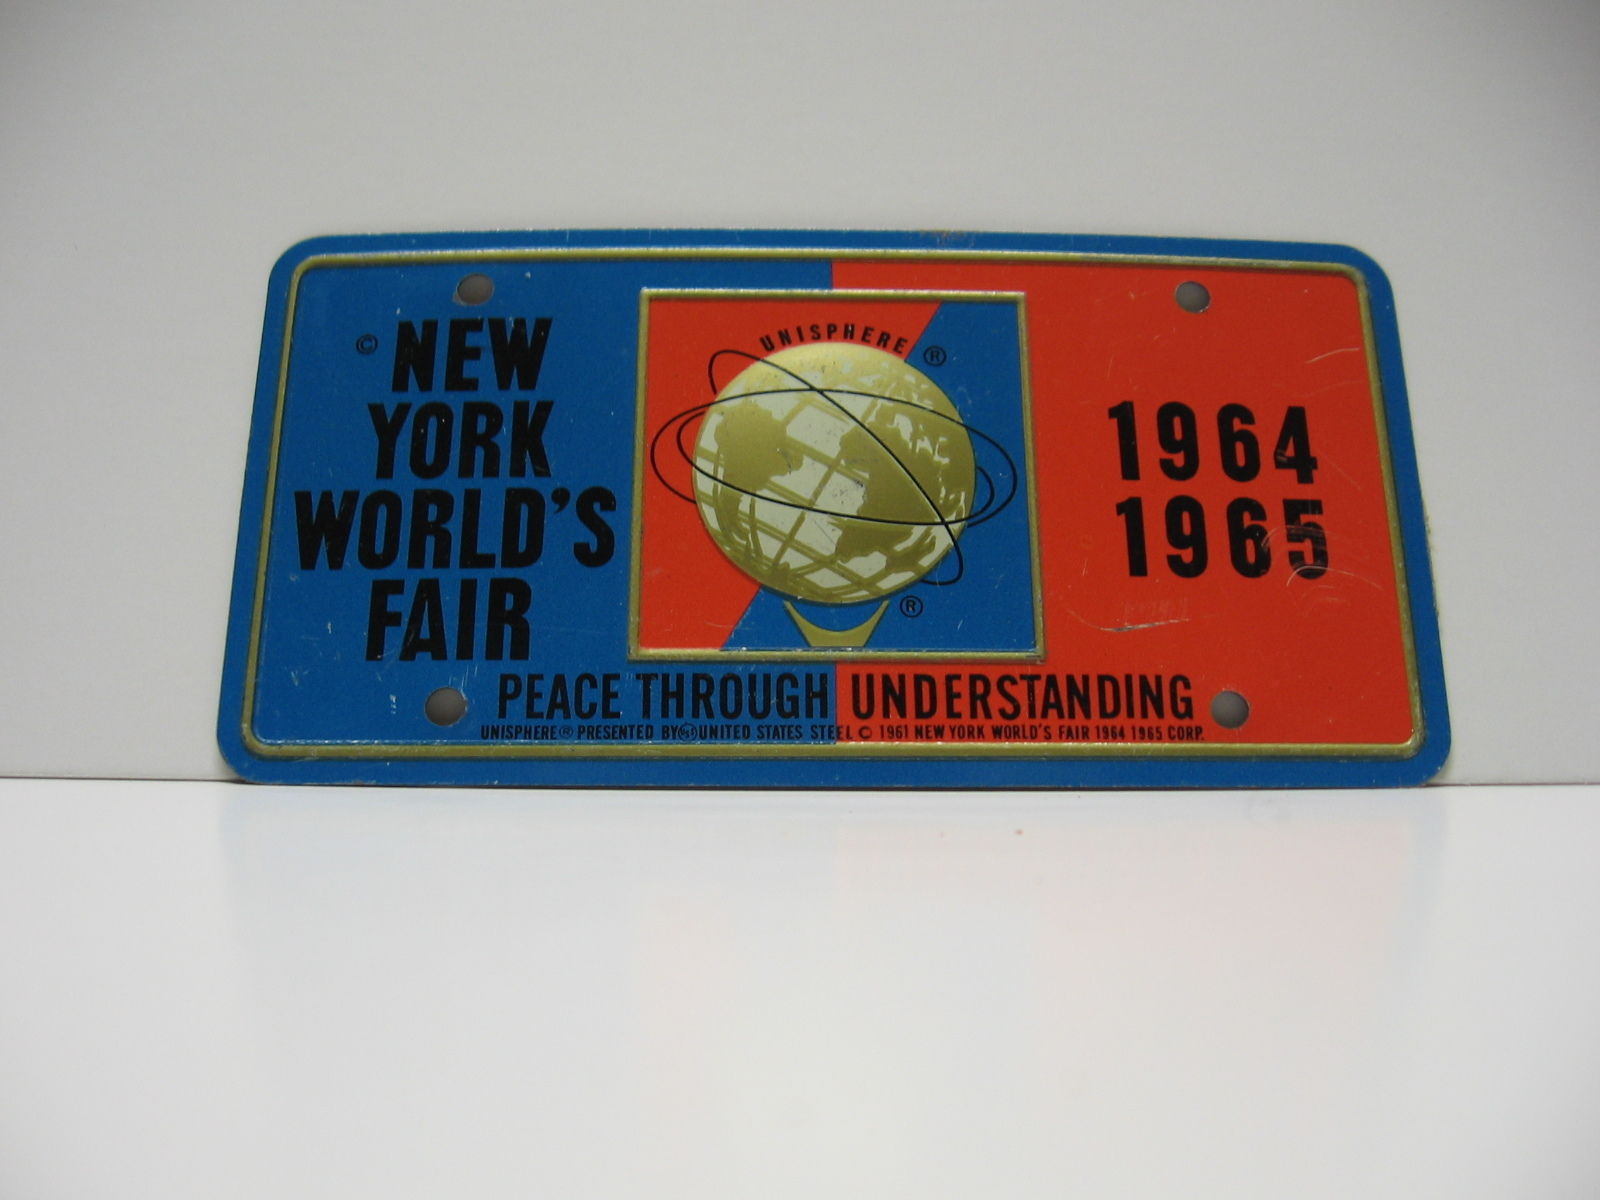 © NEW
YORK
WORLD'S
FAIR
UNISPHERE ®
®
1964
1965
PEACE THROUGH UNDERSTANDING
UNISPHERE ® PRESENTED BY USS UNITED STATES STEEL © 1961 NEW YORK WORLD'S FAIR 1964 1965 CORP.